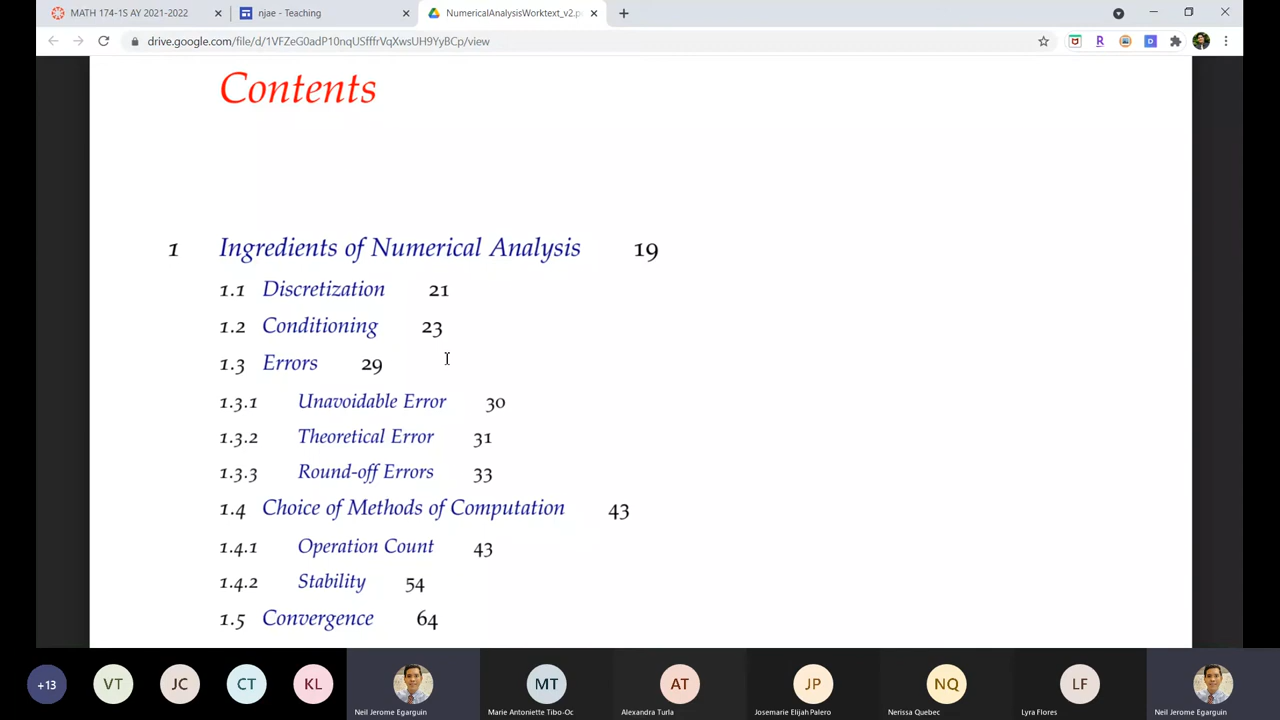 MATH 174-1S AY 2021-2022
njae - Teaching
NumericalAnalysisWorktext_v2.p
drive.google.com/file/d/1VFZeG0adP10nqUSfffrVqXwsUH9YyBCp/view
Contents
1 Ingredients of Numerical Analysis 19
1.1 Discretization 21
1.2 Conditioning 23
1.3 Errors 29
1.3.1 Unavoidable Error 30
1.3.2 Theoretical Error 31
1.3.3 Round-off Errors 33
1.4 Choice of Methods of Computation 43
1.4.1 Operation Count 43
1.4.2 Stability 54
1.5 Convergence 64
+13 VT JC CT KL MT AT JP NQ LF
Neil Jerome Egarguin Marie Antoniette Tibo-Oc Alexandra Turla Josemarie Elijah Palero Nerissa Quebec Lyra Flores Neil Jerome Egarguin